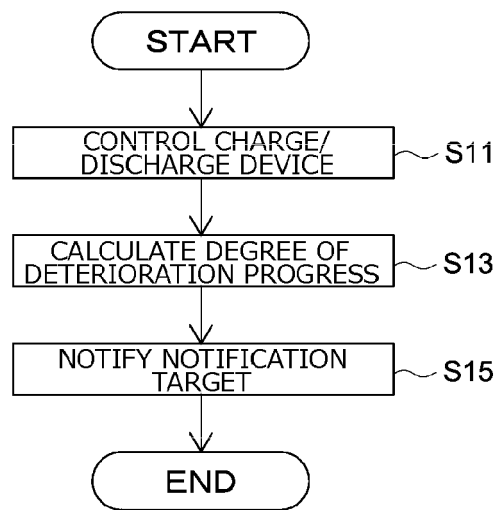 START
CONTROL CHARGE/
DISCHARGE DEVICE
S11
CALCULATE DEGREE OF
DETERIORATION PROGRESS
S13
NOTIFY NOTIFICATION
TARGET
S15
END